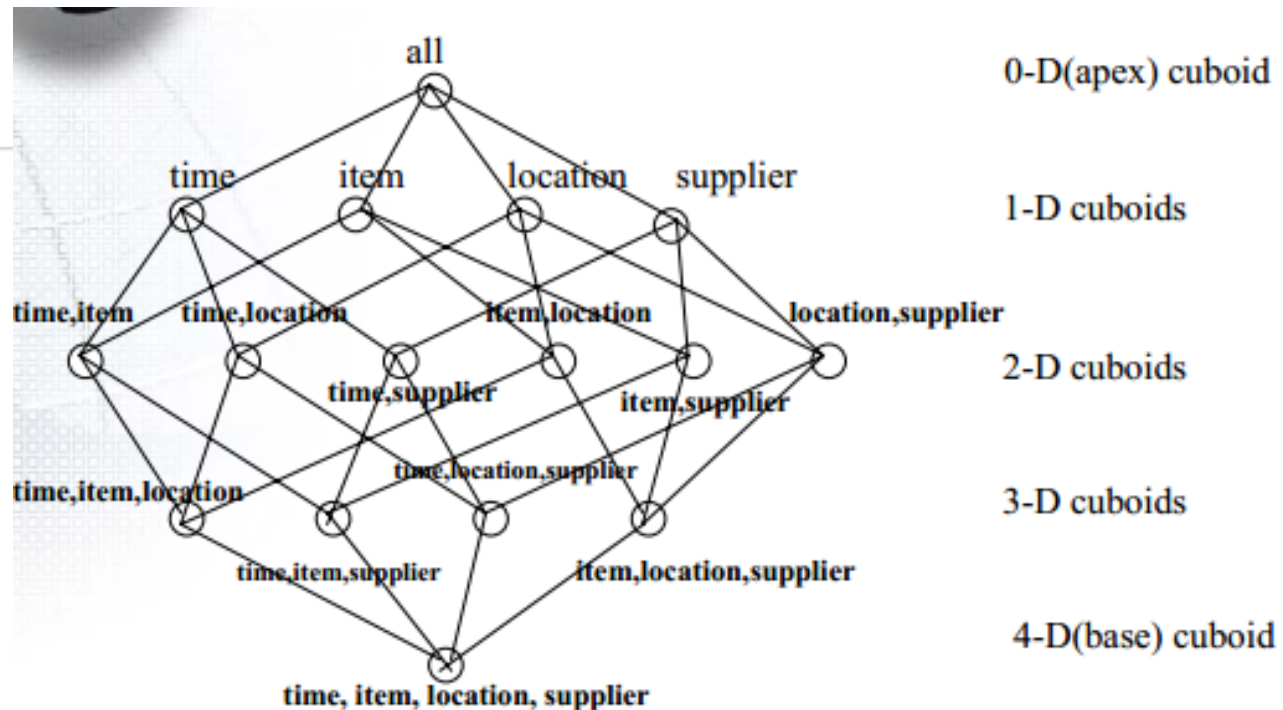 all
0-D(apex) cuboid
time
item
location
supplier
1-D cuboids
time,item
time,location
item,location
location,supplier
2-D cuboids
time,supplier
item,supplier
time,location,supplier
time,item,location
3-D cuboids
time,item,supplier
item,location,supplier
4-D(base) cuboid
time, item, location, supplier